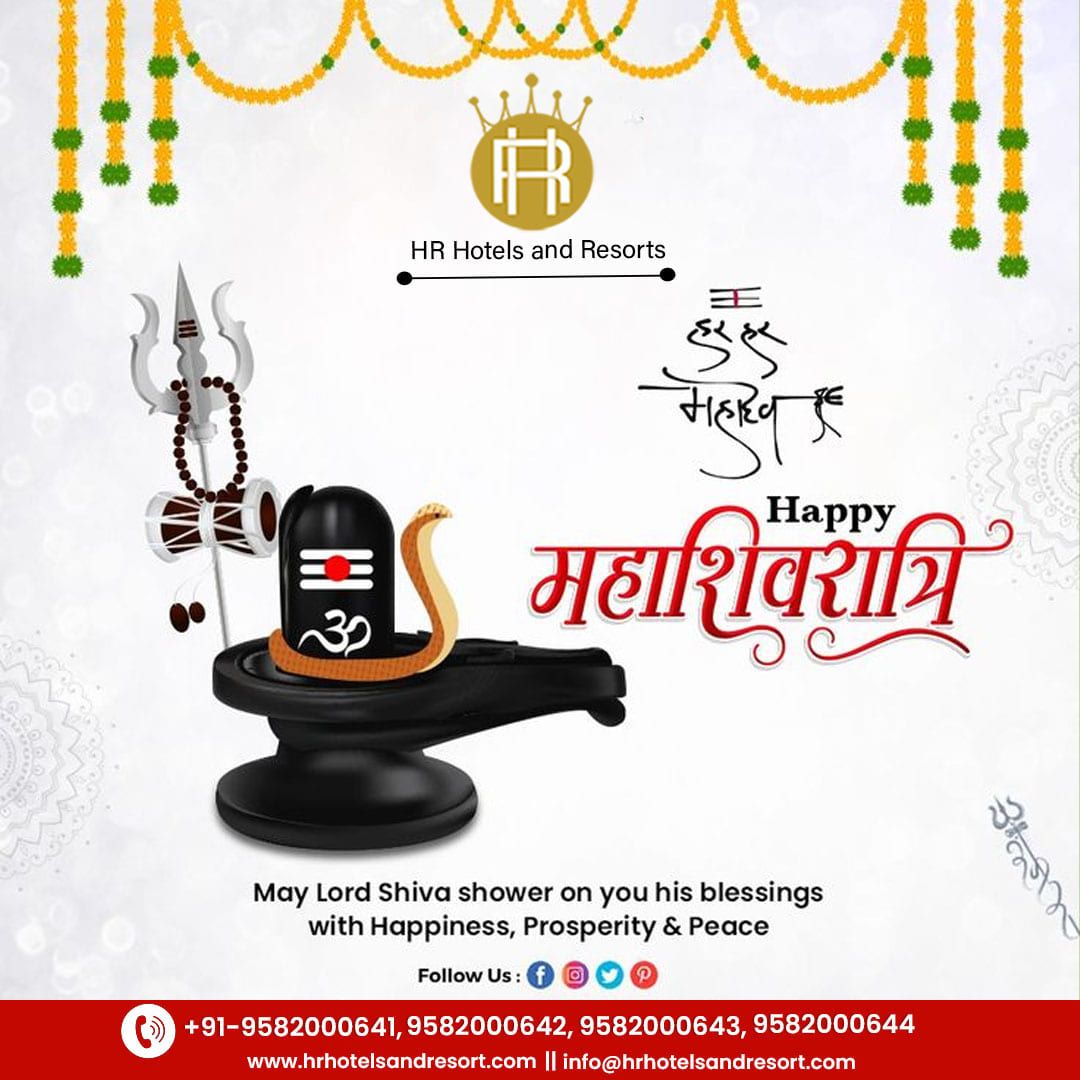 HR
HR Hotels and Resorts
हर हर
महादेव
Happy
महाशिवरात्रि
ॐ
May Lord Shiva shower on you his blessings
with Happiness, Prosperity & Peace
Follow Us :
+91-9582000641, 9582000642, 9582000643, 9582000644
www.hrhotelsandresort.com || info@hrhotelsandresort.com